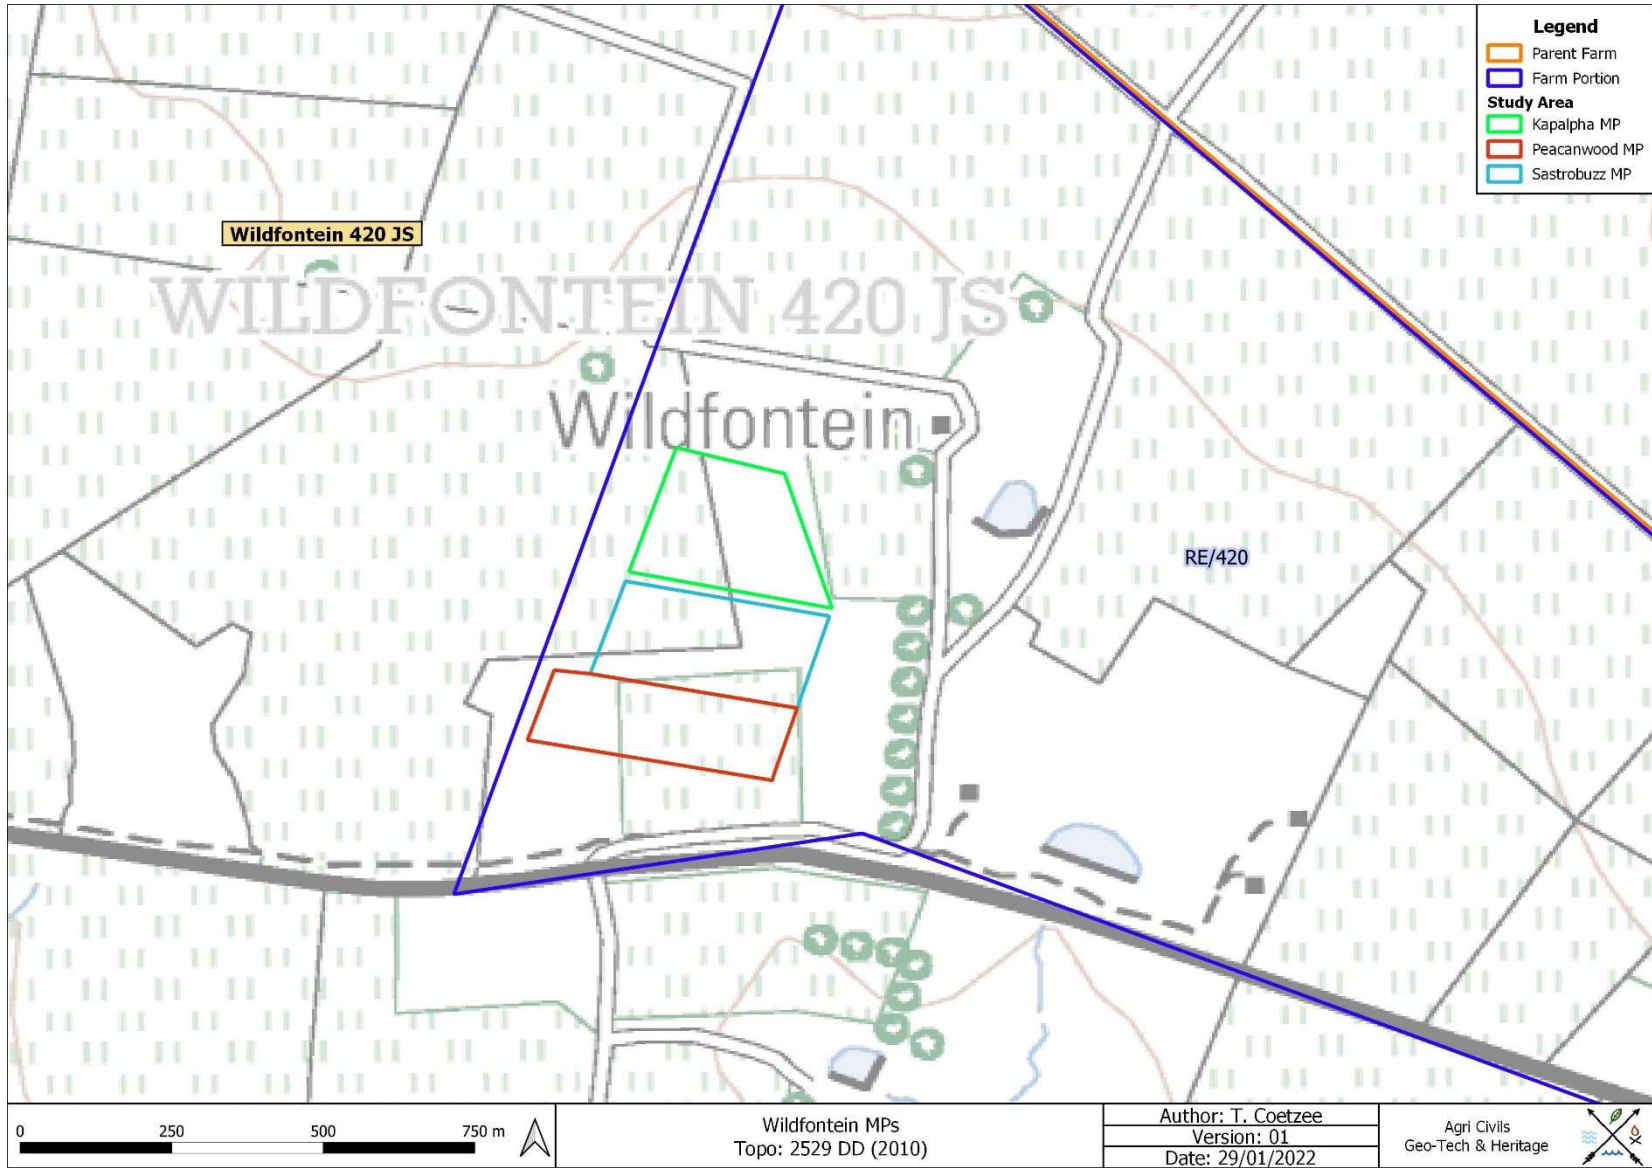 Legend
Parent Farm
Farm Portion
Study Area
Kapalpha MP
Peacanwood MP
Sastrobuzz MP
Wildfontein 420 JS
WILDFONTEIN 420 JS
Wildfontein
RE/420
0 250 500 750 m
Wildfontein MPs
Topo: 2529 DD (2010)
Author: T. Coetzee
Version: 01
Date: 29/01/2022
Agri Civils
Geo-Tech & Heritage